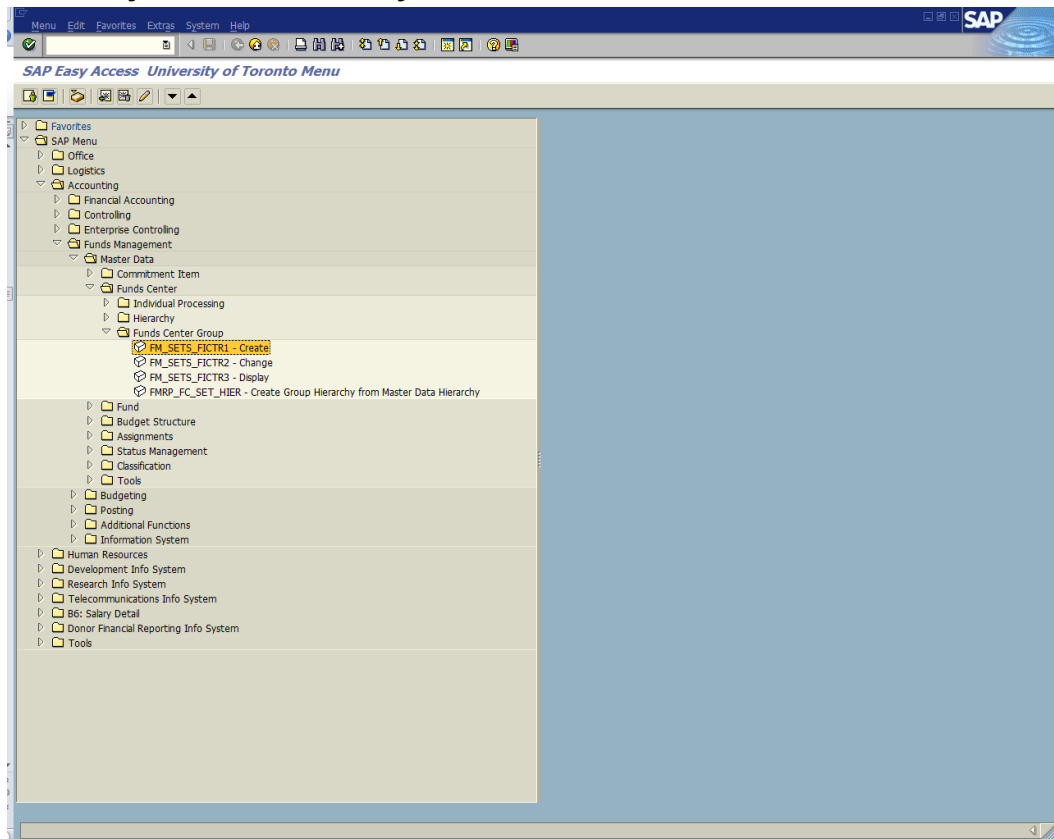 Menu Edit Favorites Extras System Help
SAP
SAP Easy Access University of Toronto Menu
Favorites
SAP Menu
Office
Logistics
Accounting
Financial Accounting
Controlling
Enterprise Controlling
Funds Management
Master Data
Commitment Item
Funds Center
Individual Processing
Hierarchy
Funds Center Group
FM_SETS_FICTR1 - Create
FM_SETS_FICTR2 - Change
FM_SETS_FICTR3 - Display
FMRP_FC_SET_HIER - Create Group Hierarchy from Master Data Hierarchy
Fund
Budget Structure
Assignments
Status Management
Classification
Tools
Budgeting
Posting
Additional Functions
Information System
Human Resources
Development Info System
Research Info System
Telecommunications Info System
B6: Salary Detail
Donor Financial Reporting Info System
Tools